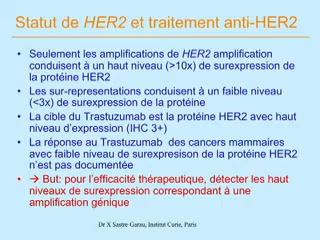 Statut de HER2 et traitement anti-HER2
• Seulement les amplifications de HER2 amplification
conduisent à un haut niveau (>10x) de surexpression de
la protéine HER2
• Les sur-representations conduisent à un faible niveau
(<3x) de surexpression de la protéine
• La cible du Trastuzumab est la protéine HER2 avec haut
niveau d'expression (IHC 3+)
• La réponse au Trastuzumab des cancers mammaires
avec faible niveau de surexpresison de la protéine HER2
n'est pas documentée
• → But: pour l'efficacité thérapeutique, détecter les haut
niveaux de surexpression correspondant à une
amplification génique
Dr X Sastre-Garau, Institut Curie, Paris